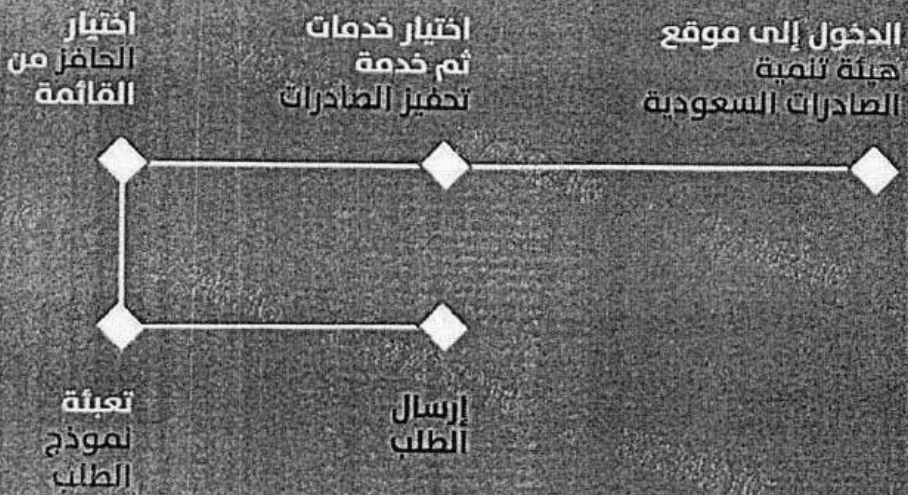 الدخول إلى موقع
هيئة تنمية
الصادرات السعودية
اختيار خدمات
ثم خدمة
تحفيز الصادرات
اختيار
الحافز من
القائمة
تعبئة
نموذج
الطلب
إرسال
الطلب